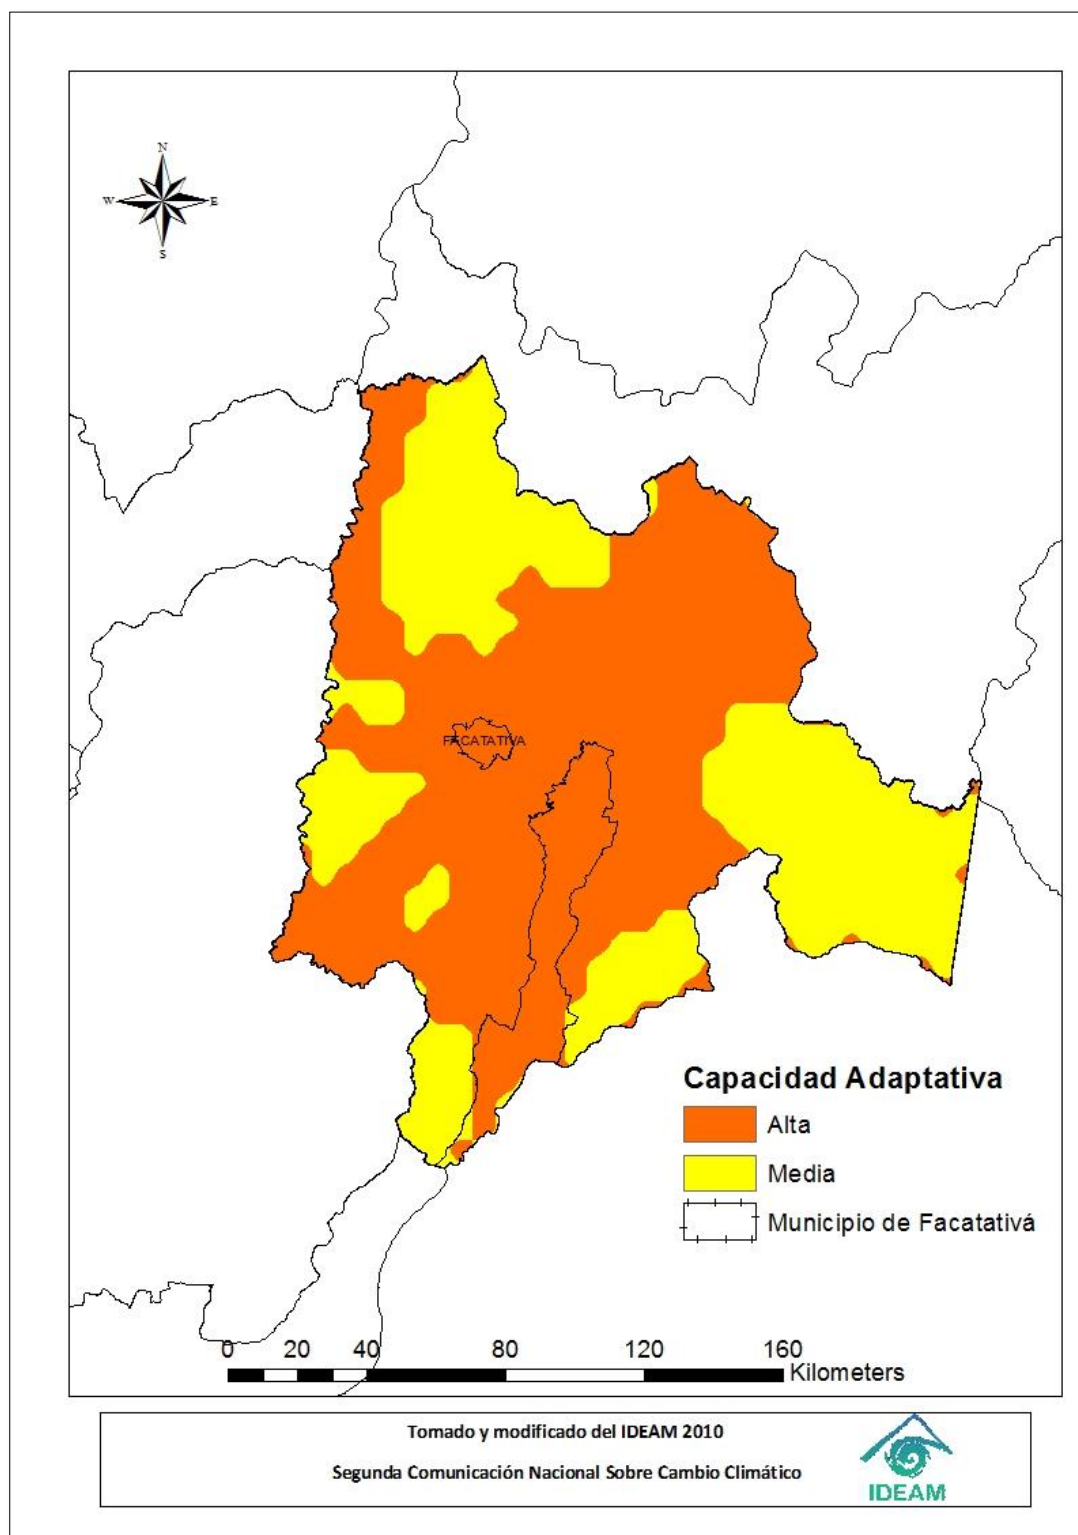 N
W E
S
FACATATIVA
Capacidad Adaptativa
Alta
Media
Municipio de Facatativá
0 20 40 80 120 160
Kilometers
Tomado y modificado del IDEAM 2010
Segunda Comunicación Nacional Sobre Cambio Climático
IDEAM